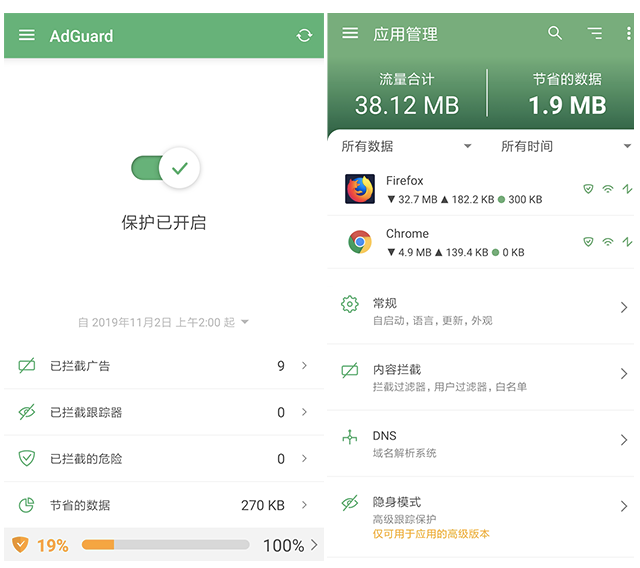 AdGuard
保护已开启
自 2019年11月2日 上午2:00 起
已拦截广告 9
已拦截跟踪器 0
已拦截的危险 0
节省的数据 270 KB
19% 100%
应用管理
流量合计 节省的数据
38.12 MB 1.9 MB
所有数据 所有时间
Firefox
▼ 32.7 MB ▲ 182.2 KB ● 300 KB
Chrome
▼ 4.9 MB ▲ 139.4 KB ● 0 KB
常规
自启动, 语言, 更新, 外观
内容拦截
拦截过滤器, 用户过滤器, 白名单
DNS
域名解析系统
隐身模式
高级跟踪保护
仅可用于应用的高级版本